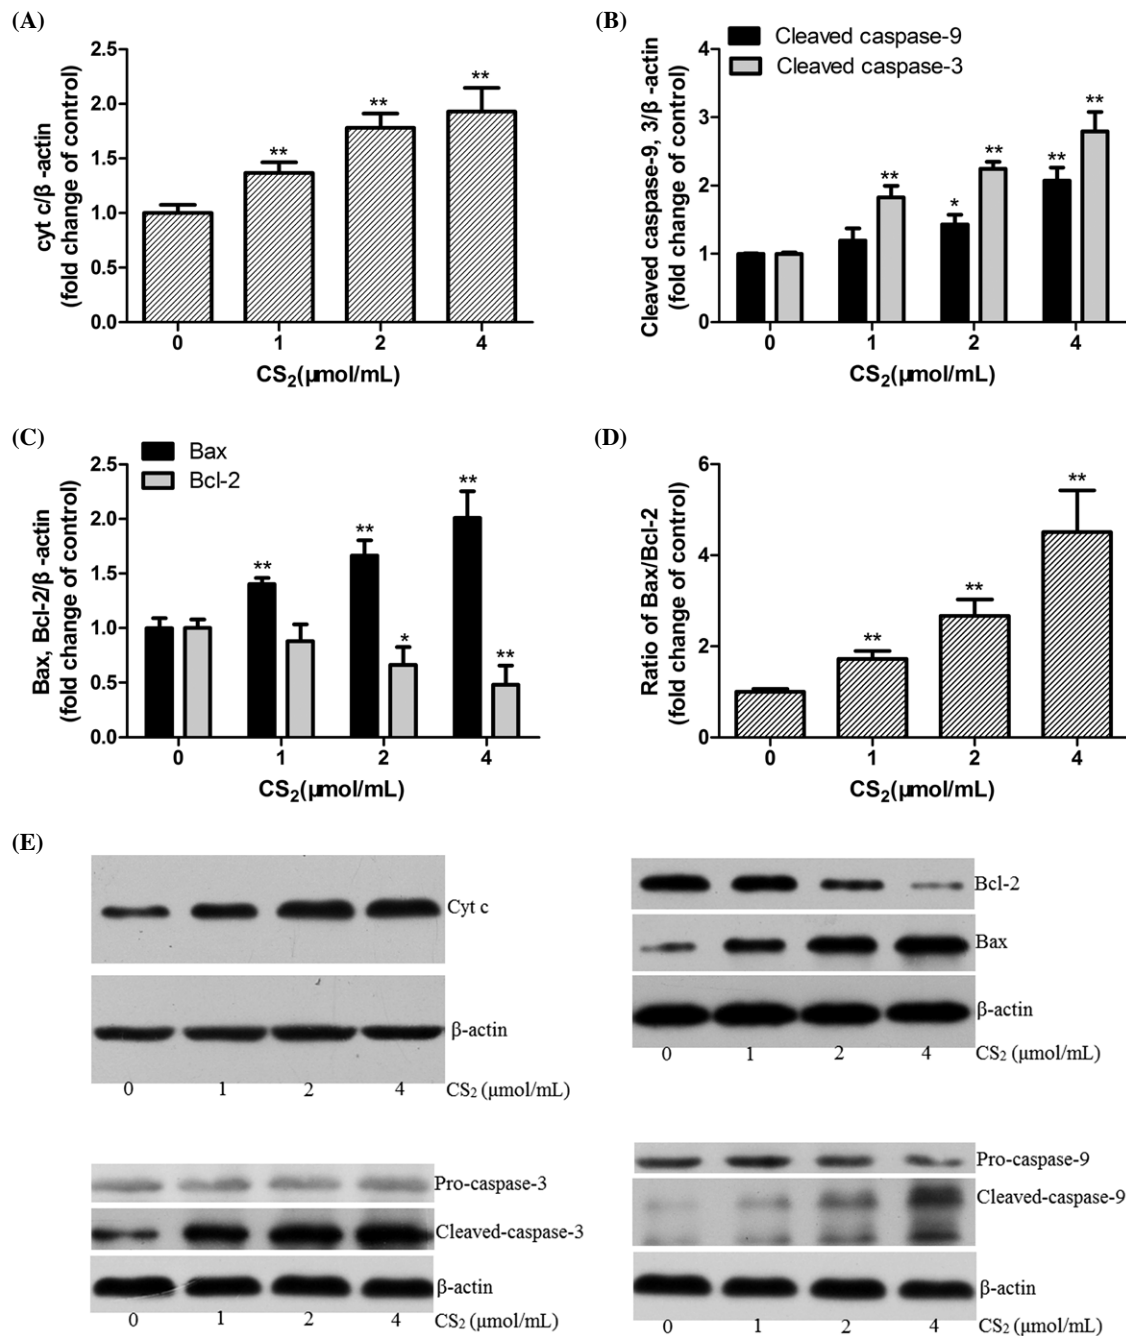 (A)
cyt c/β -actin
(fold change of control)
2.5
2.0
1.5
1.0
0.5
0.0
**
**
**
0 1 2 4
CS₂(µmol/mL)
(B)
Cleaved caspase-9
Cleaved caspase-3
Cleaved caspase-9, 3/β -actin
(fold change of control)
4
3
2
1
0
**
*
**
**
**
0 1 2 4
CS₂(µmol/mL)
(C)
Bax
Bcl-2
Bax, Bcl-2/β -actin
(fold change of control)
2.5
2.0
1.5
1.0
0.5
0.0
**
**
*
**
**
0 1 2 4
CS₂(µmol/mL)
(D)
Ratio of Bax/Bcl-2
(fold change of control)
6
4
2
0
**
**
**
0 1 2 4
CS₂(µmol/mL)
(E)
Cyt c
β-actin
0 1 2 4 CS₂ (µmol/mL)
Bcl-2
Bax
β-actin
0 1 2 4 CS₂ (µmol/mL)
Pro-caspase-3
Cleaved-caspase-3
β-actin
0 1 2 4 CS₂ (µmol/mL)
Pro-caspase-9
Cleaved-caspase-9
β-actin
0 1 2 4 CS₂ (µmol/mL)